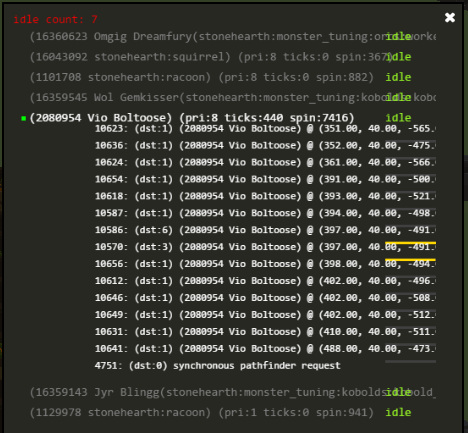 idle count: 7
(16360623 Omgig Dreamfury(stonehearth:monster_tuning: idle
(16043092 stonehearth:squirrel) (pri:8 ticks:0 spin:367) idle
(1101708 stonehearth:racoon) (pri:8 ticks:0 spin:882) idle
(16359545 Wol Gemkisser(stonehearth:monster_tuning:kobolds: idle
(2080954 Vio Boltoose) (pri:8 ticks:440 spin:7416) idle
10623: (dst:1) (2080954 Vio Boltoose) @ (351.00, 40.00, -565.
10636: (dst:1) (2080954 Vio Boltoose) @ (352.00, 40.00, -475.
10624: (dst:1) (2080954 Vio Boltoose) @ (361.00, 40.00, -566.
10654: (dst:1) (2080954 Vio Boltoose) @ (391.00, 40.00, -500.
10618: (dst:1) (2080954 Vio Boltoose) @ (393.00, 40.00, -521.
10587: (dst:1) (2080954 Vio Boltoose) @ (394.00, 40.00, -498.
10586: (dst:6) (2080954 Vio Boltoose) @ (397.00, 40.00, -491.
10570: (dst:3) (2080954 Vio Boltoose) @ (397.00, 40.00, -491.
10656: (dst:1) (2080954 Vio Boltoose) @ (398.00, 40.00, -494.
10612: (dst:1) (2080954 Vio Boltoose) @ (402.00, 40.00, -496.
10646: (dst:1) (2080954 Vio Boltoose) @ (402.00, 40.00, -508.
10649: (dst:1) (2080954 Vio Boltoose) @ (402.00, 40.00, -512.
10631: (dst:1) (2080954 Vio Boltoose) @ (410.00, 40.00, -511.
10641: (dst:1) (2080954 Vio Boltoose) @ (488.00, 40.00, -473.
4751: (dst:0) synchronous pathfinder request
(16359143 Jyr Blingg(stonehearth:monster_tuning:kobolds: idle
(1129978 stonehearth:racoon) (pri:1 ticks:0 spin:941) idle